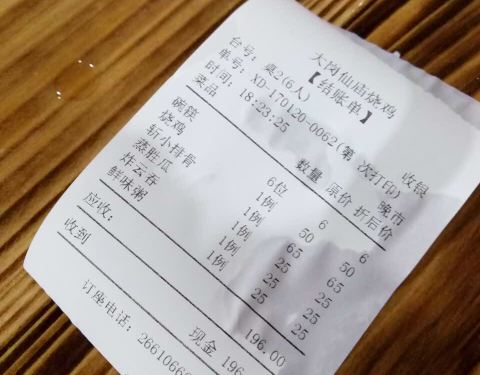 大岗仙庙烧鸡
【结账单】
台号：桌2(6人) 收银
单号：XD-170120-0062(第 次打印)
时间：18:23:25 晚市
菜品 数量 原价 折后价
碗筷 6位 6 6
烧鸡 1例 50 50
斩小排骨 1例 65 65
蒸胜瓜 1例 25 25
炸云吞 1例 25 25
鲜味粥 1例 25 25
应收： 196.00
收到 现金 196
订座电话：2661066